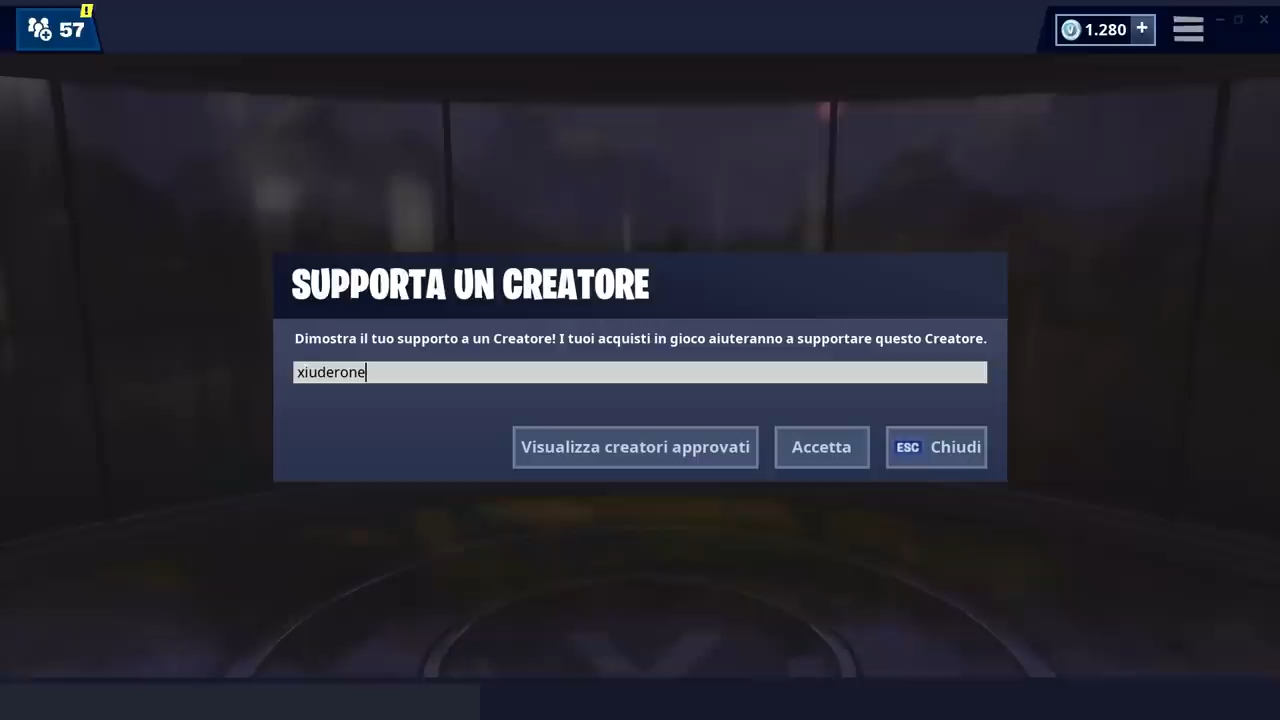 57
!
1.280 +
SUPPORTA UN CREATORE
Dimostra il tuo supporto a un Creatore! I tuoi acquisti in gioco aiuteranno a supportare questo Creatore.
xiuderone
Visualizza creatori approvati
Accetta
ESC Chiudi